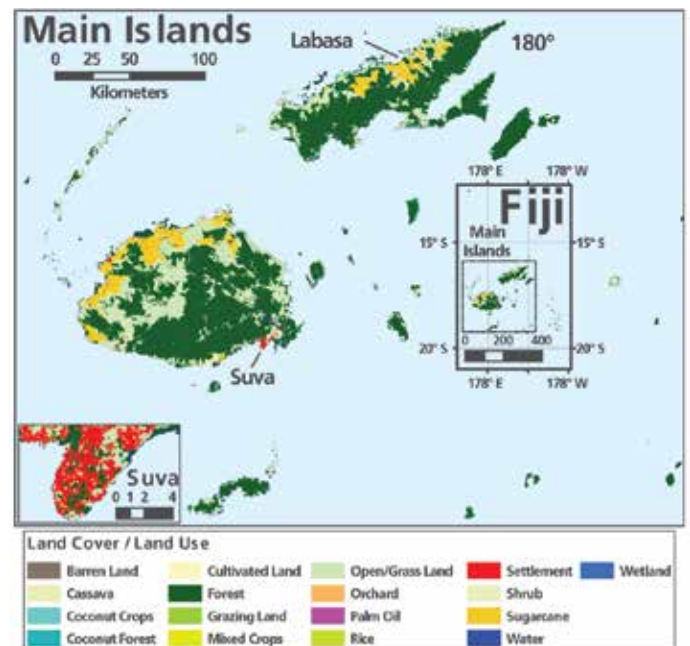 Main Islands
0 25 50 100
Kilometers
Labasa
180°
178° E 178° W
Fiji
Main
Islands
15° S 15° S
0 200 400
20° S 20° S
178° E 178° W
Suva
Suva
0 1 2 4
Land Cover / Land Use
Barren Land Cultivated Land Open/Grass Land Settlement Wetland
Cassava Forest Orchard Shrub
Coconut Crops Grazing Land Palm Oil Sugarcane
Coconut Forest Mixed Crops Rice Water